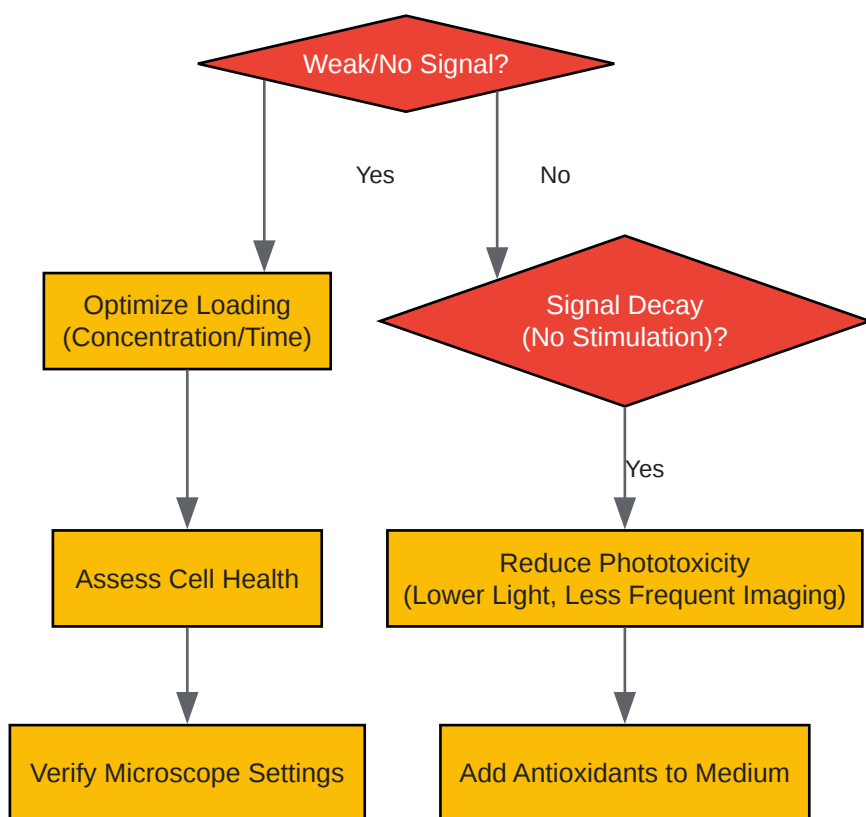 Weak/No Signal?
Yes
No
Optimize Loading
(Concentration/Time)
Signal Decay
(No Stimulation)?
Yes
Assess Cell Health
Reduce Phototoxicity
(Lower Light, Less Frequent Imaging)
Verify Microscope Settings
Add Antioxidants to Medium